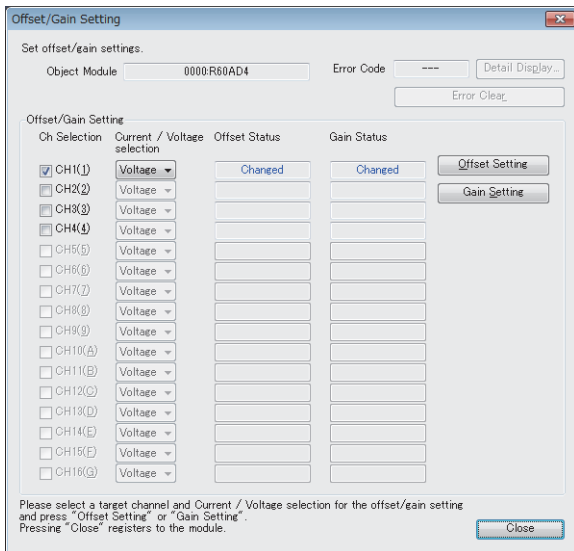 Offset/Gain Setting
Set offset/gain settings.
Object Module 0000:R60AD4 Error Code --- Detail Display...
Error Clear
Offset/Gain Setting
Ch Selection Current / Voltage selection Offset Status Gain Status
CH1(1) Voltage Changed Changed Offset Setting
CH2(2) Voltage Gain Setting
CH3(3) Voltage
CH4(4) Voltage
CH5(5) Voltage
CH6(6) Voltage
CH7(7) Voltage
CH8(8) Voltage
CH9(9) Voltage
CH10(A) Voltage
CH11(B) Voltage
CH12(C) Voltage
CH13(D) Voltage
CH14(E) Voltage
CH15(F) Voltage
CH16(G) Voltage
Please select a target channel and Current / Voltage selection for the offset/gain setting
and press "Offset Setting" or "Gain Setting".
Pressing "Close" registers to the module.
Close